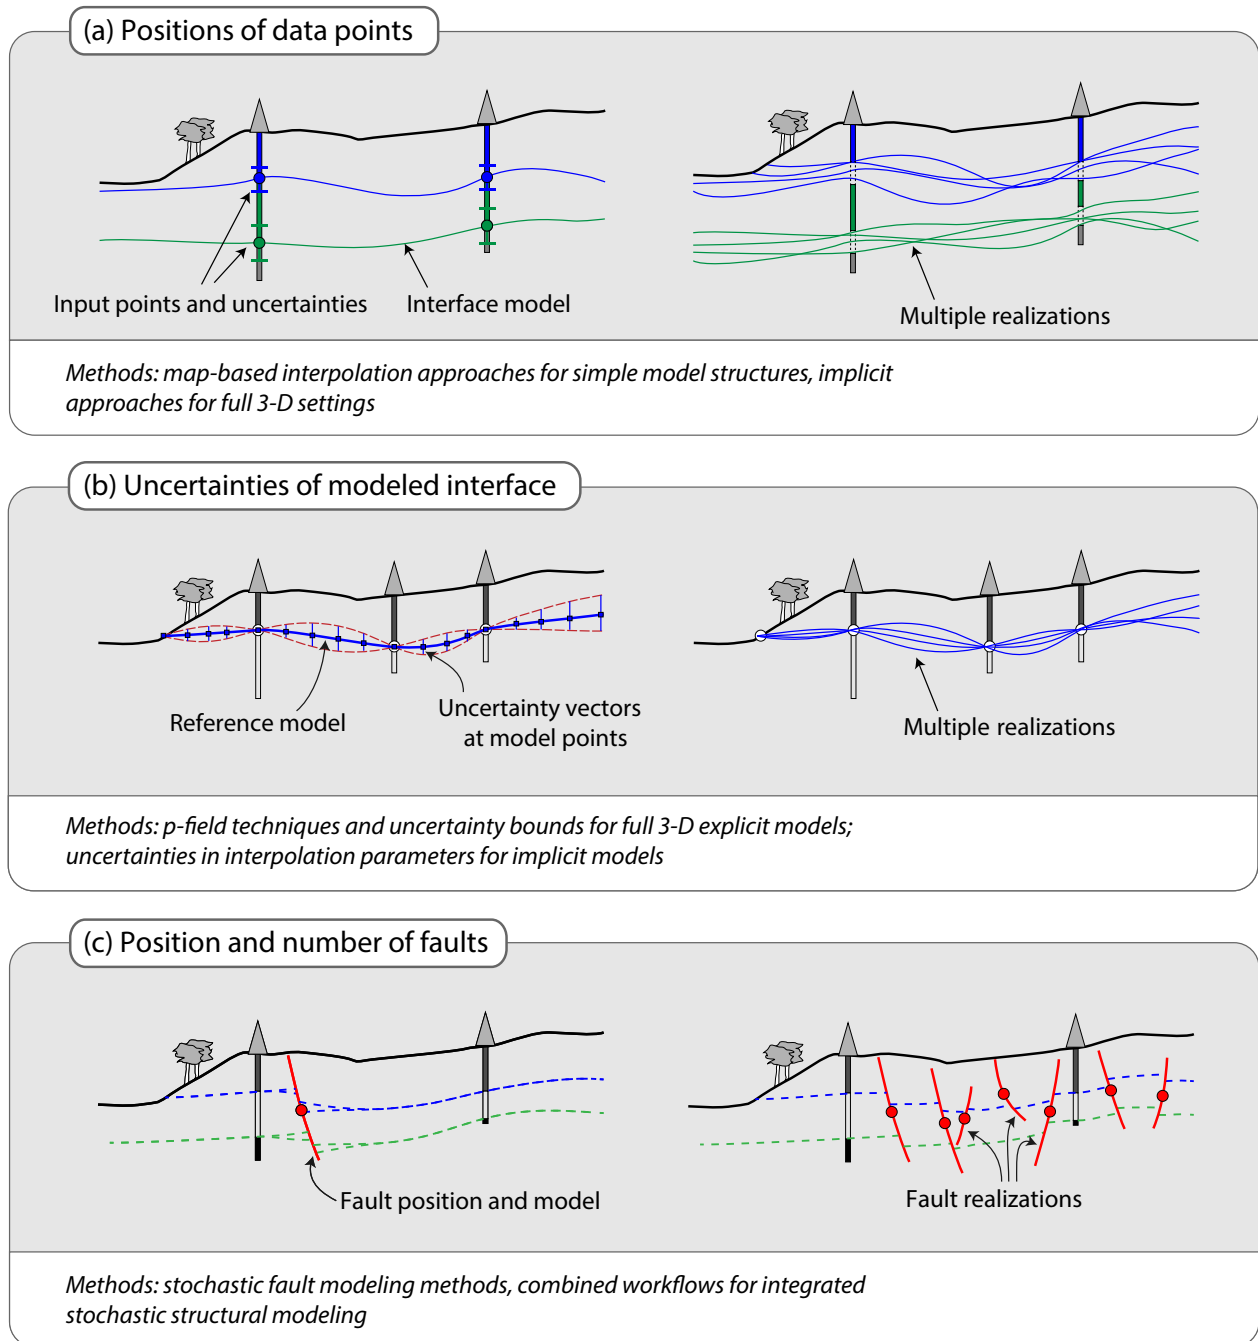 (a) Positions of data points
Input points and uncertainties
Interface model
Multiple realizations
Methods: map-based interpolation approaches for simple model structures, implicit
approaches for full 3-D settings
(b) Uncertainties of modeled interface
Reference model
Uncertainty vectors
at model points
Multiple realizations
Methods: p-field techniques and uncertainty bounds for full 3-D explicit models;
uncertainties in interpolation parameters for implicit models
(c) Position and number of faults
Fault position and model
Fault realizations
Methods: stochastic fault modeling methods, combined workflows for integrated
stochastic structural modeling